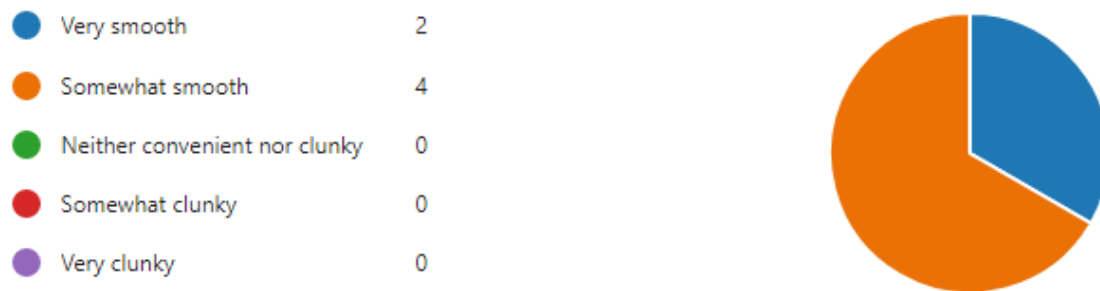 Very smooth 2
Somewhat smooth 4
Neither convenient nor clunky 0
Somewhat clunky 0
Very clunky 0